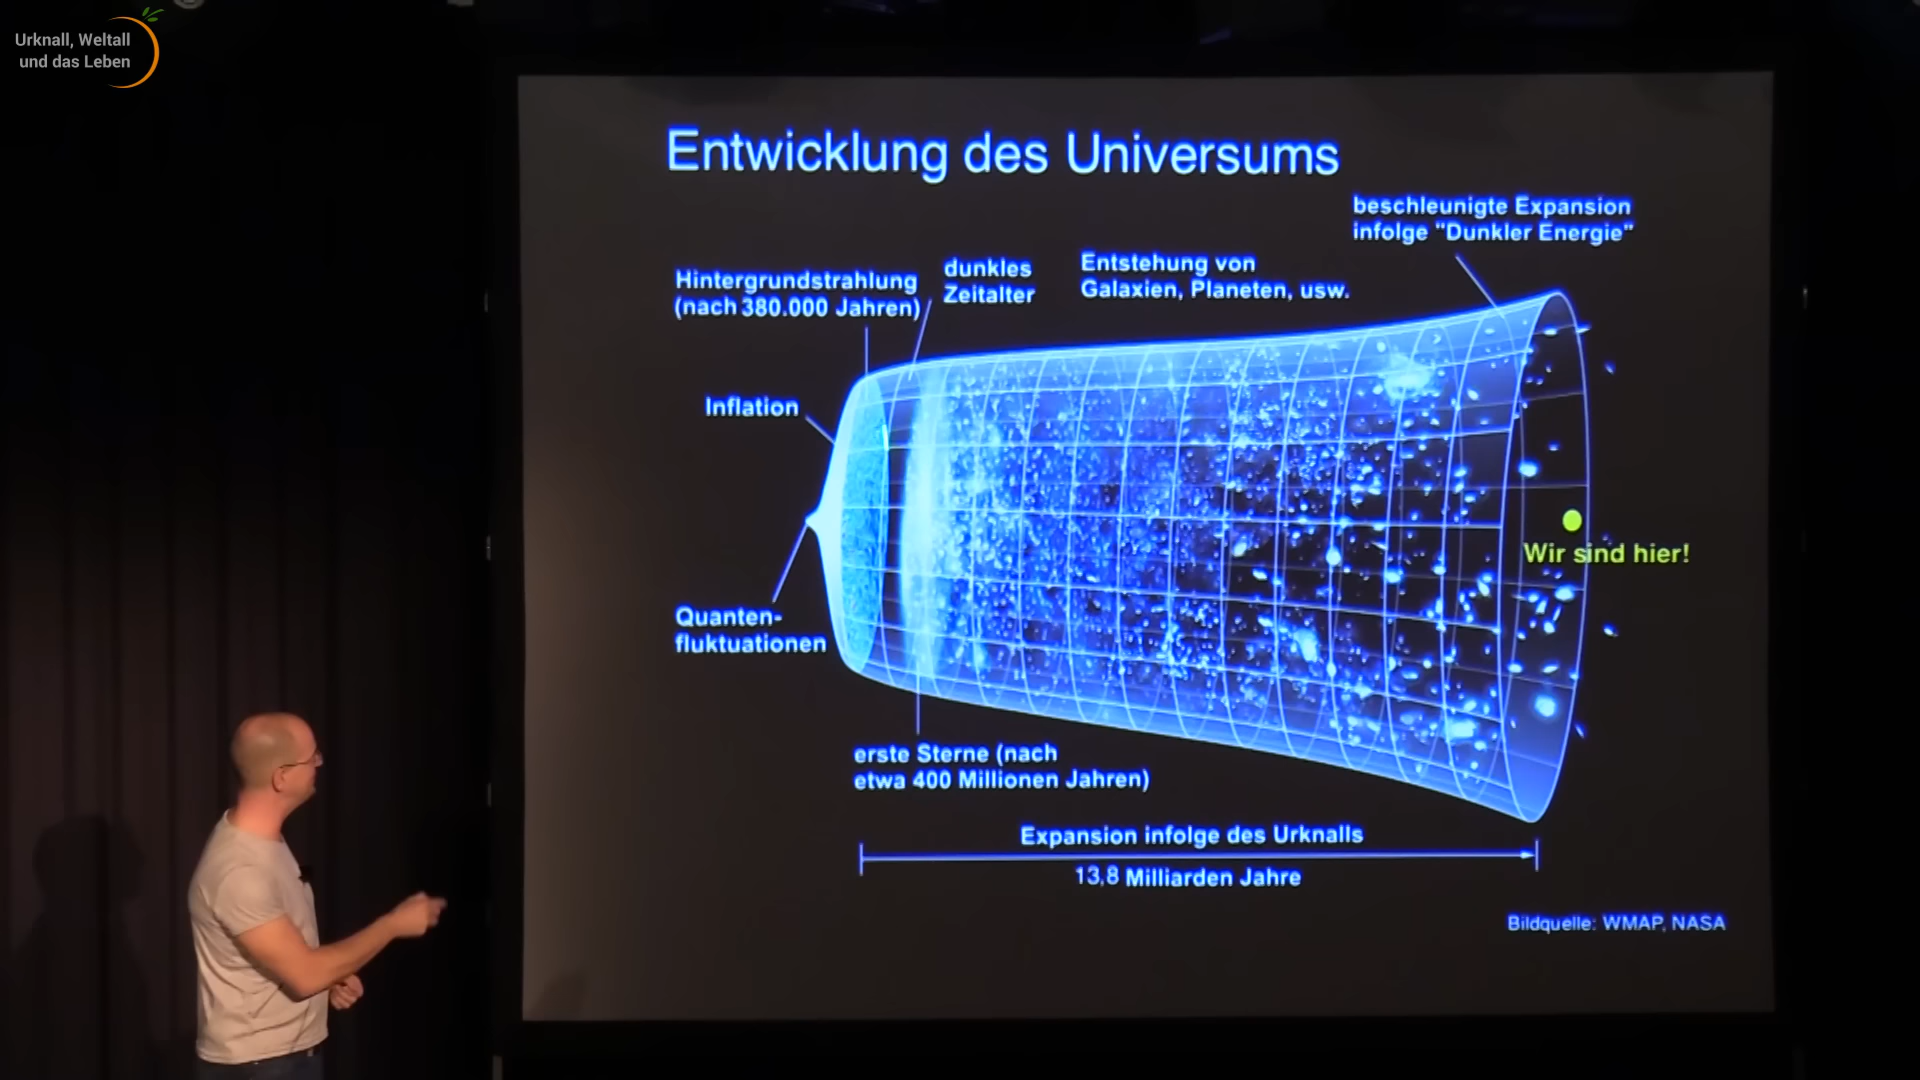 Urknall, Weltall
und das Leben
Entwicklung des Universums
beschleunigte Expansion
infolge "Dunkler Energie"
Hintergrundstrahlung
(nach 380.000 Jahren)
dunkles
Zeitalter
Entstehung von
Galaxien, Planeten, usw.
Inflation
Wir sind hier!
Quanten-
fluktuationen
erste Sterne (nach
etwa 400 Millionen Jahren)
Expansion infolge des Urknalls
13,8 Milliarden Jahre
Bildquelle: WMAP, NASA